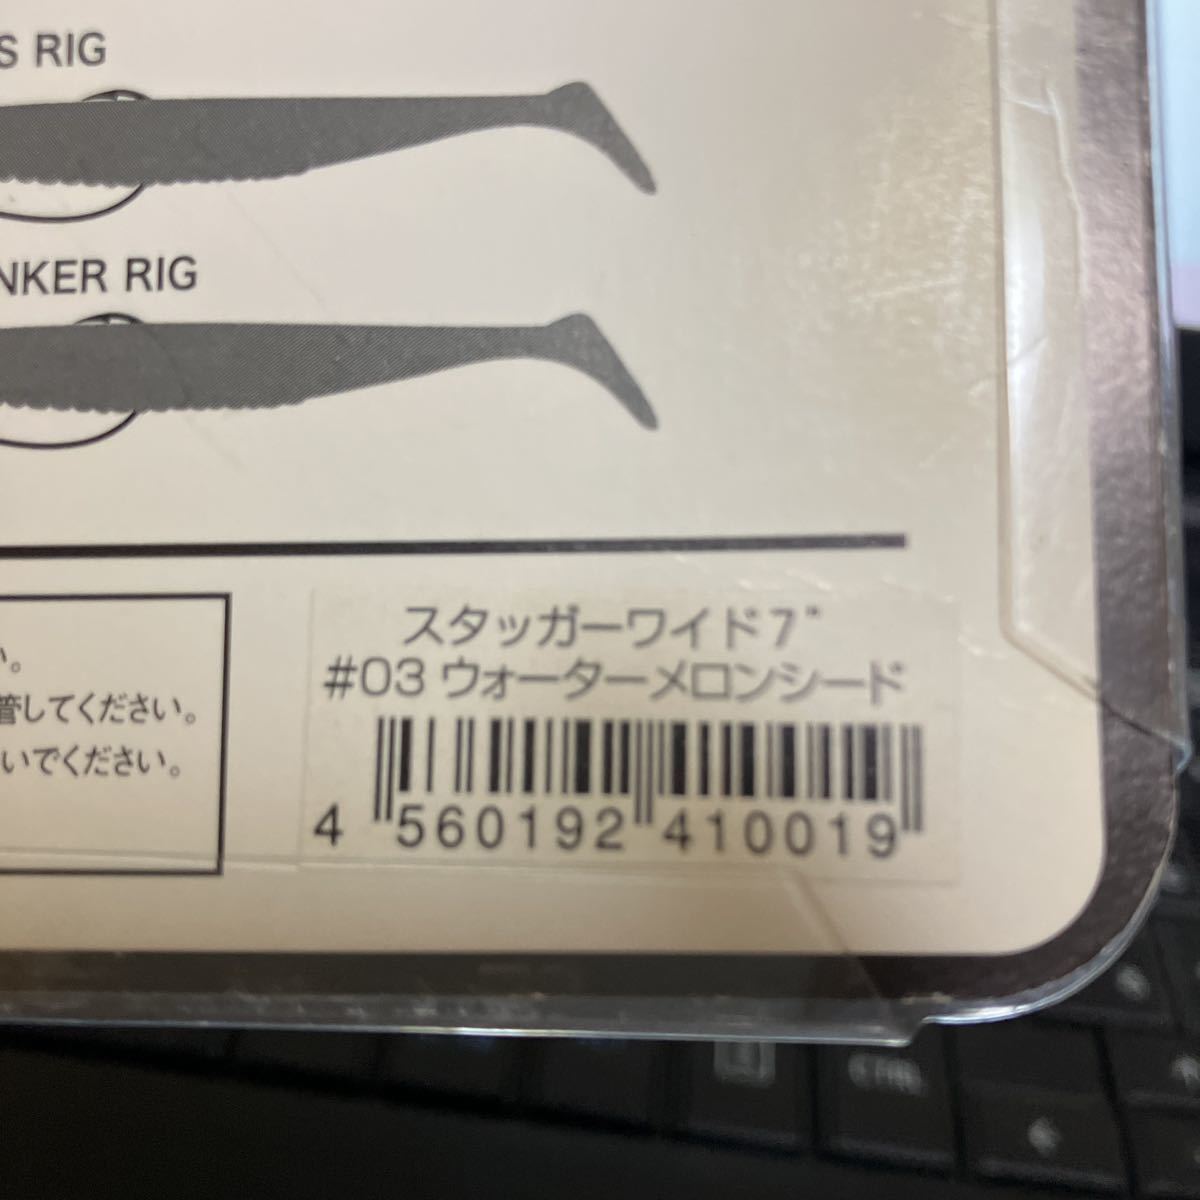 S RIG
NKER RIG
い。
管してください。
いでください。
スタッガーワイド7"
#03 ウォーターメロンシード
4 560192 410019
CTRL